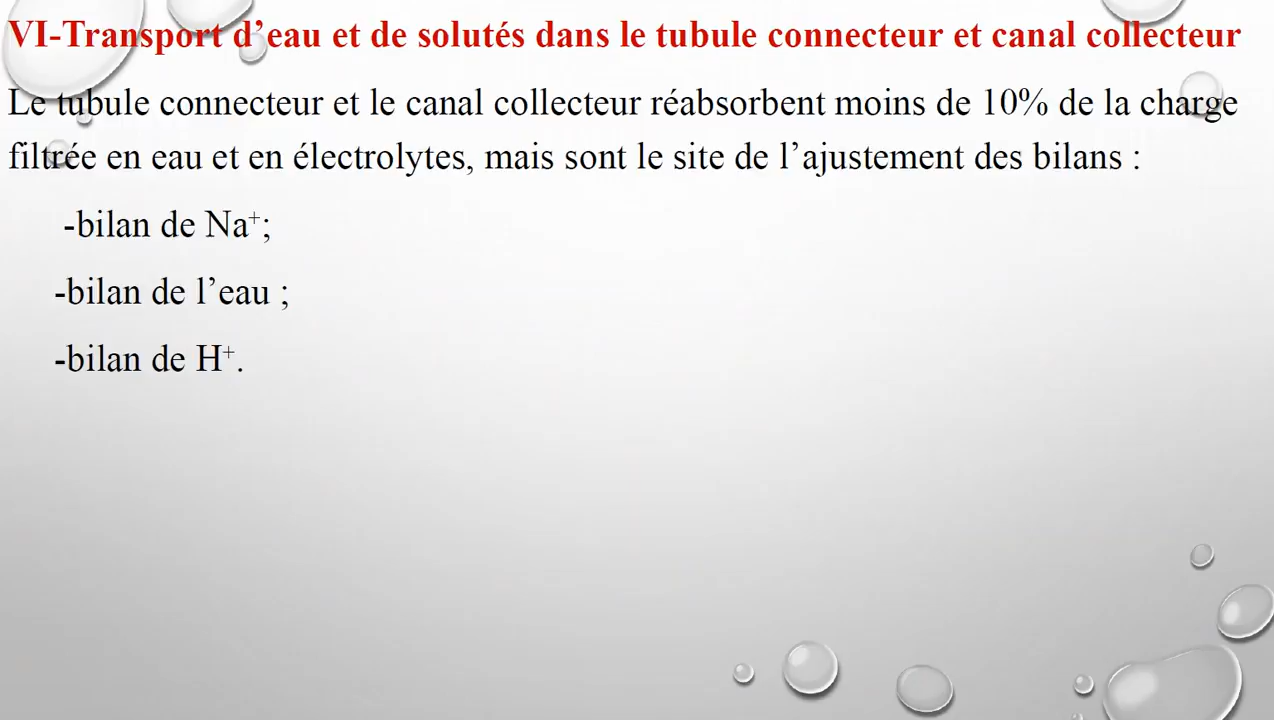 VI-Transport d’eau et de solutés dans le tubule connecteur et canal collecteur
Le tubule connecteur et le canal collecteur réabsorbent moins de 10% de la charge
filtrée en eau et en électrolytes, mais sont le site de l’ajustement des bilans :
-bilan de Na⁺;
-bilan de l’eau ;
-bilan de H⁺.